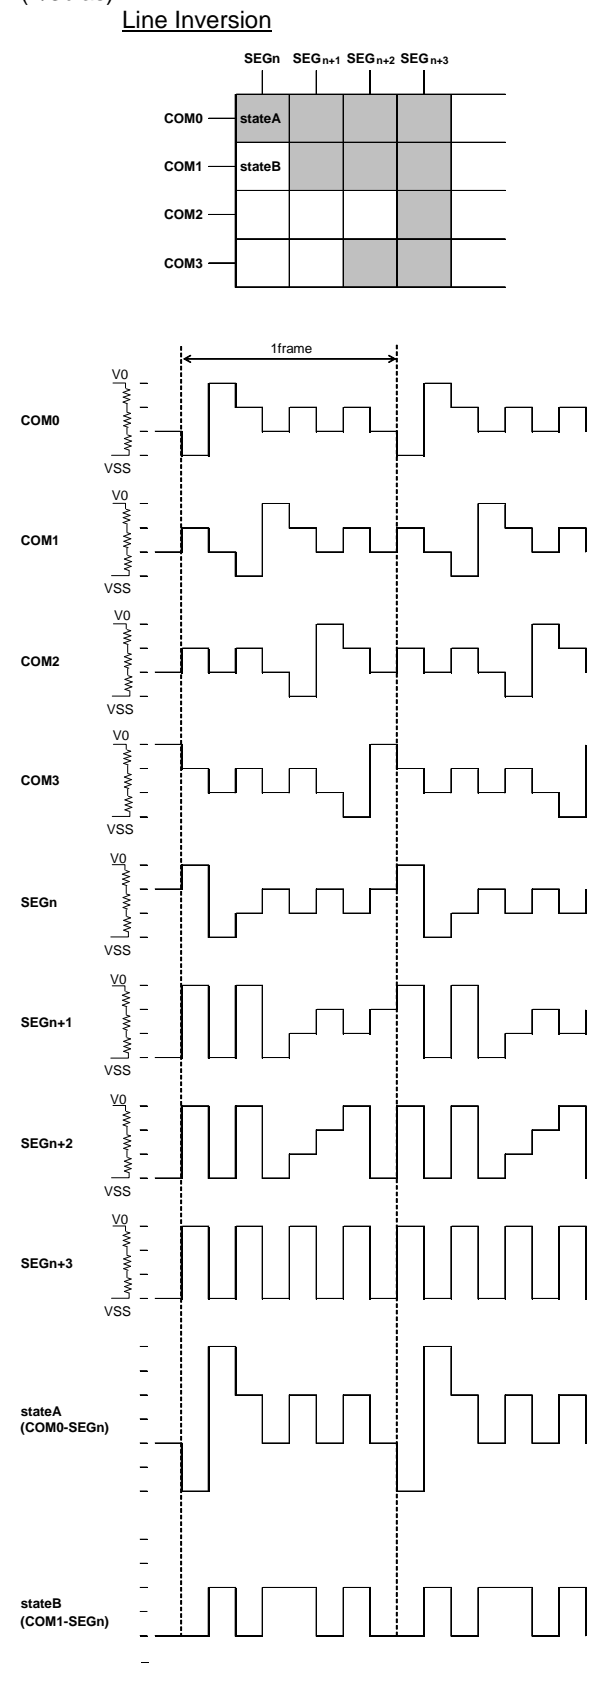 Line Inversion
SEGn SEGn+1 SEGn+2 SEGn+3
COM0 stateA
COM1 stateB
COM2
COM3
1frame
V0
COM0
VSS
V0
COM1
VSS
V0
COM2
VSS
V0
COM3
VSS
V0
SEGn
VSS
V0
SEGn+1
VSS
V0
SEGn+2
VSS
V0
SEGn+3
VSS
stateA
(COM0-SEGn)
stateB
(COM1-SEGn)